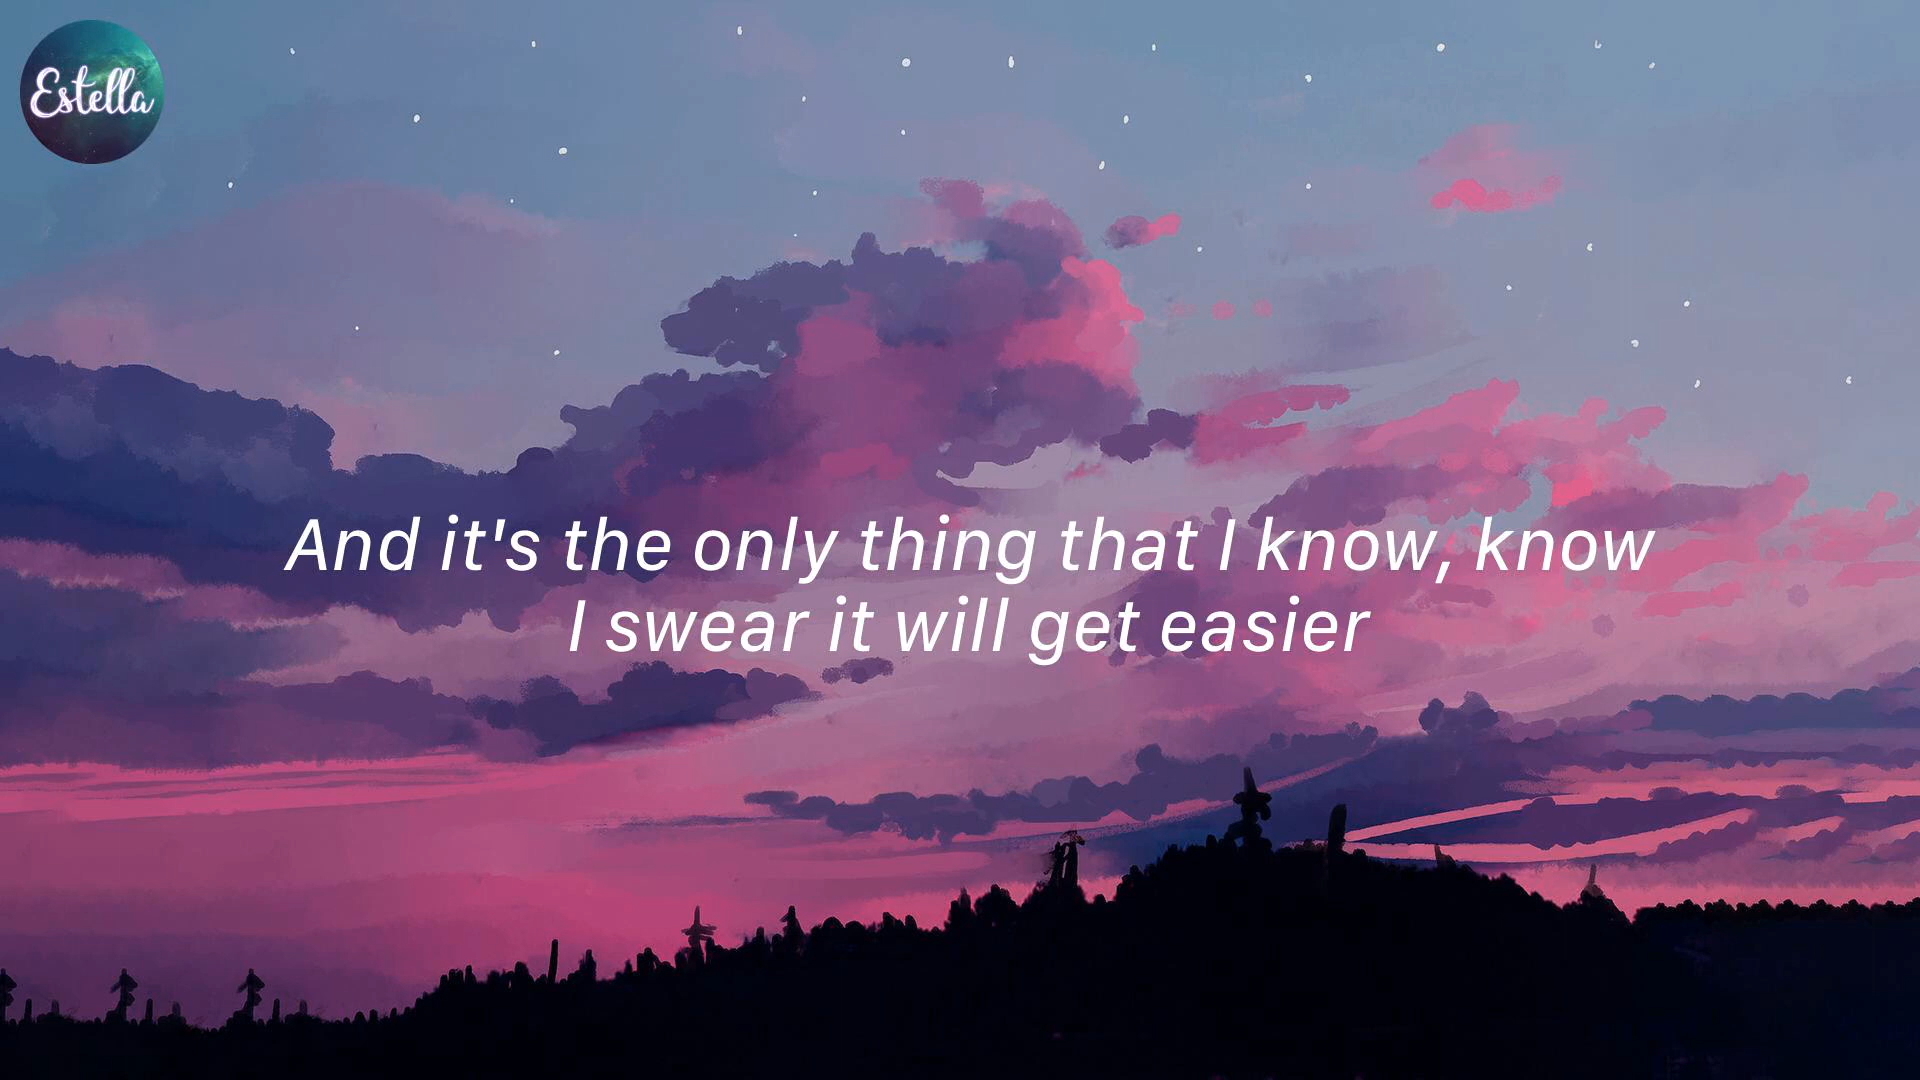 Estella
And it's the only thing that I know, know
I swear it will get easier